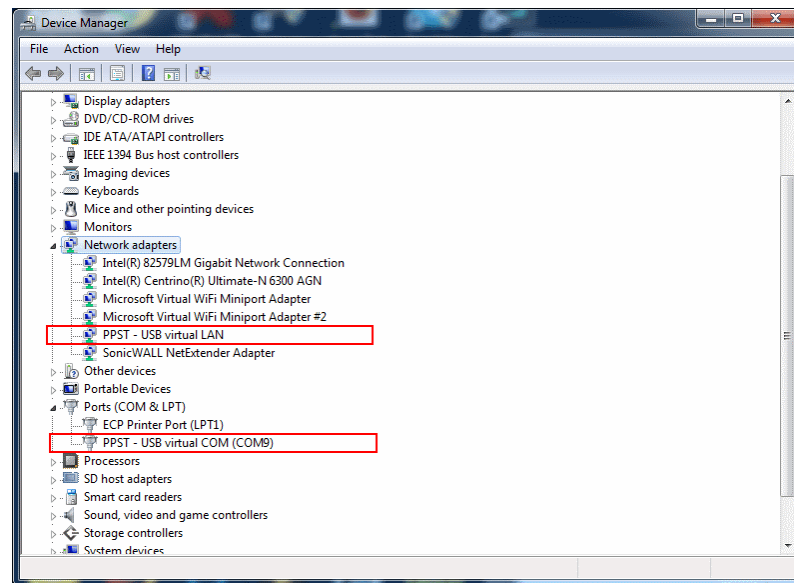 Device Manager
File Action View Help
Display adapters
DVD/CD-ROM drives
IDE ATA/ATAPI controllers
IEEE 1394 Bus host controllers
Imaging devices
Keyboards
Mice and other pointing devices
Monitors
Network adapters
Intel(R) 82579LM Gigabit Network Connection
Intel(R) Centrino(R) Ultimate-N 6300 AGN
Microsoft Virtual WiFi Miniport Adapter
Microsoft Virtual WiFi Miniport Adapter #2
PPST - USB virtual LAN
SonicWALL NetExtender Adapter
Other devices
Portable Devices
Ports (COM & LPT)
ECP Printer Port (LPT1)
PPST - USB virtual COM (COM9)
Processors
SD host adapters
Smart card readers
Sound, video and game controllers
Storage controllers
System devices